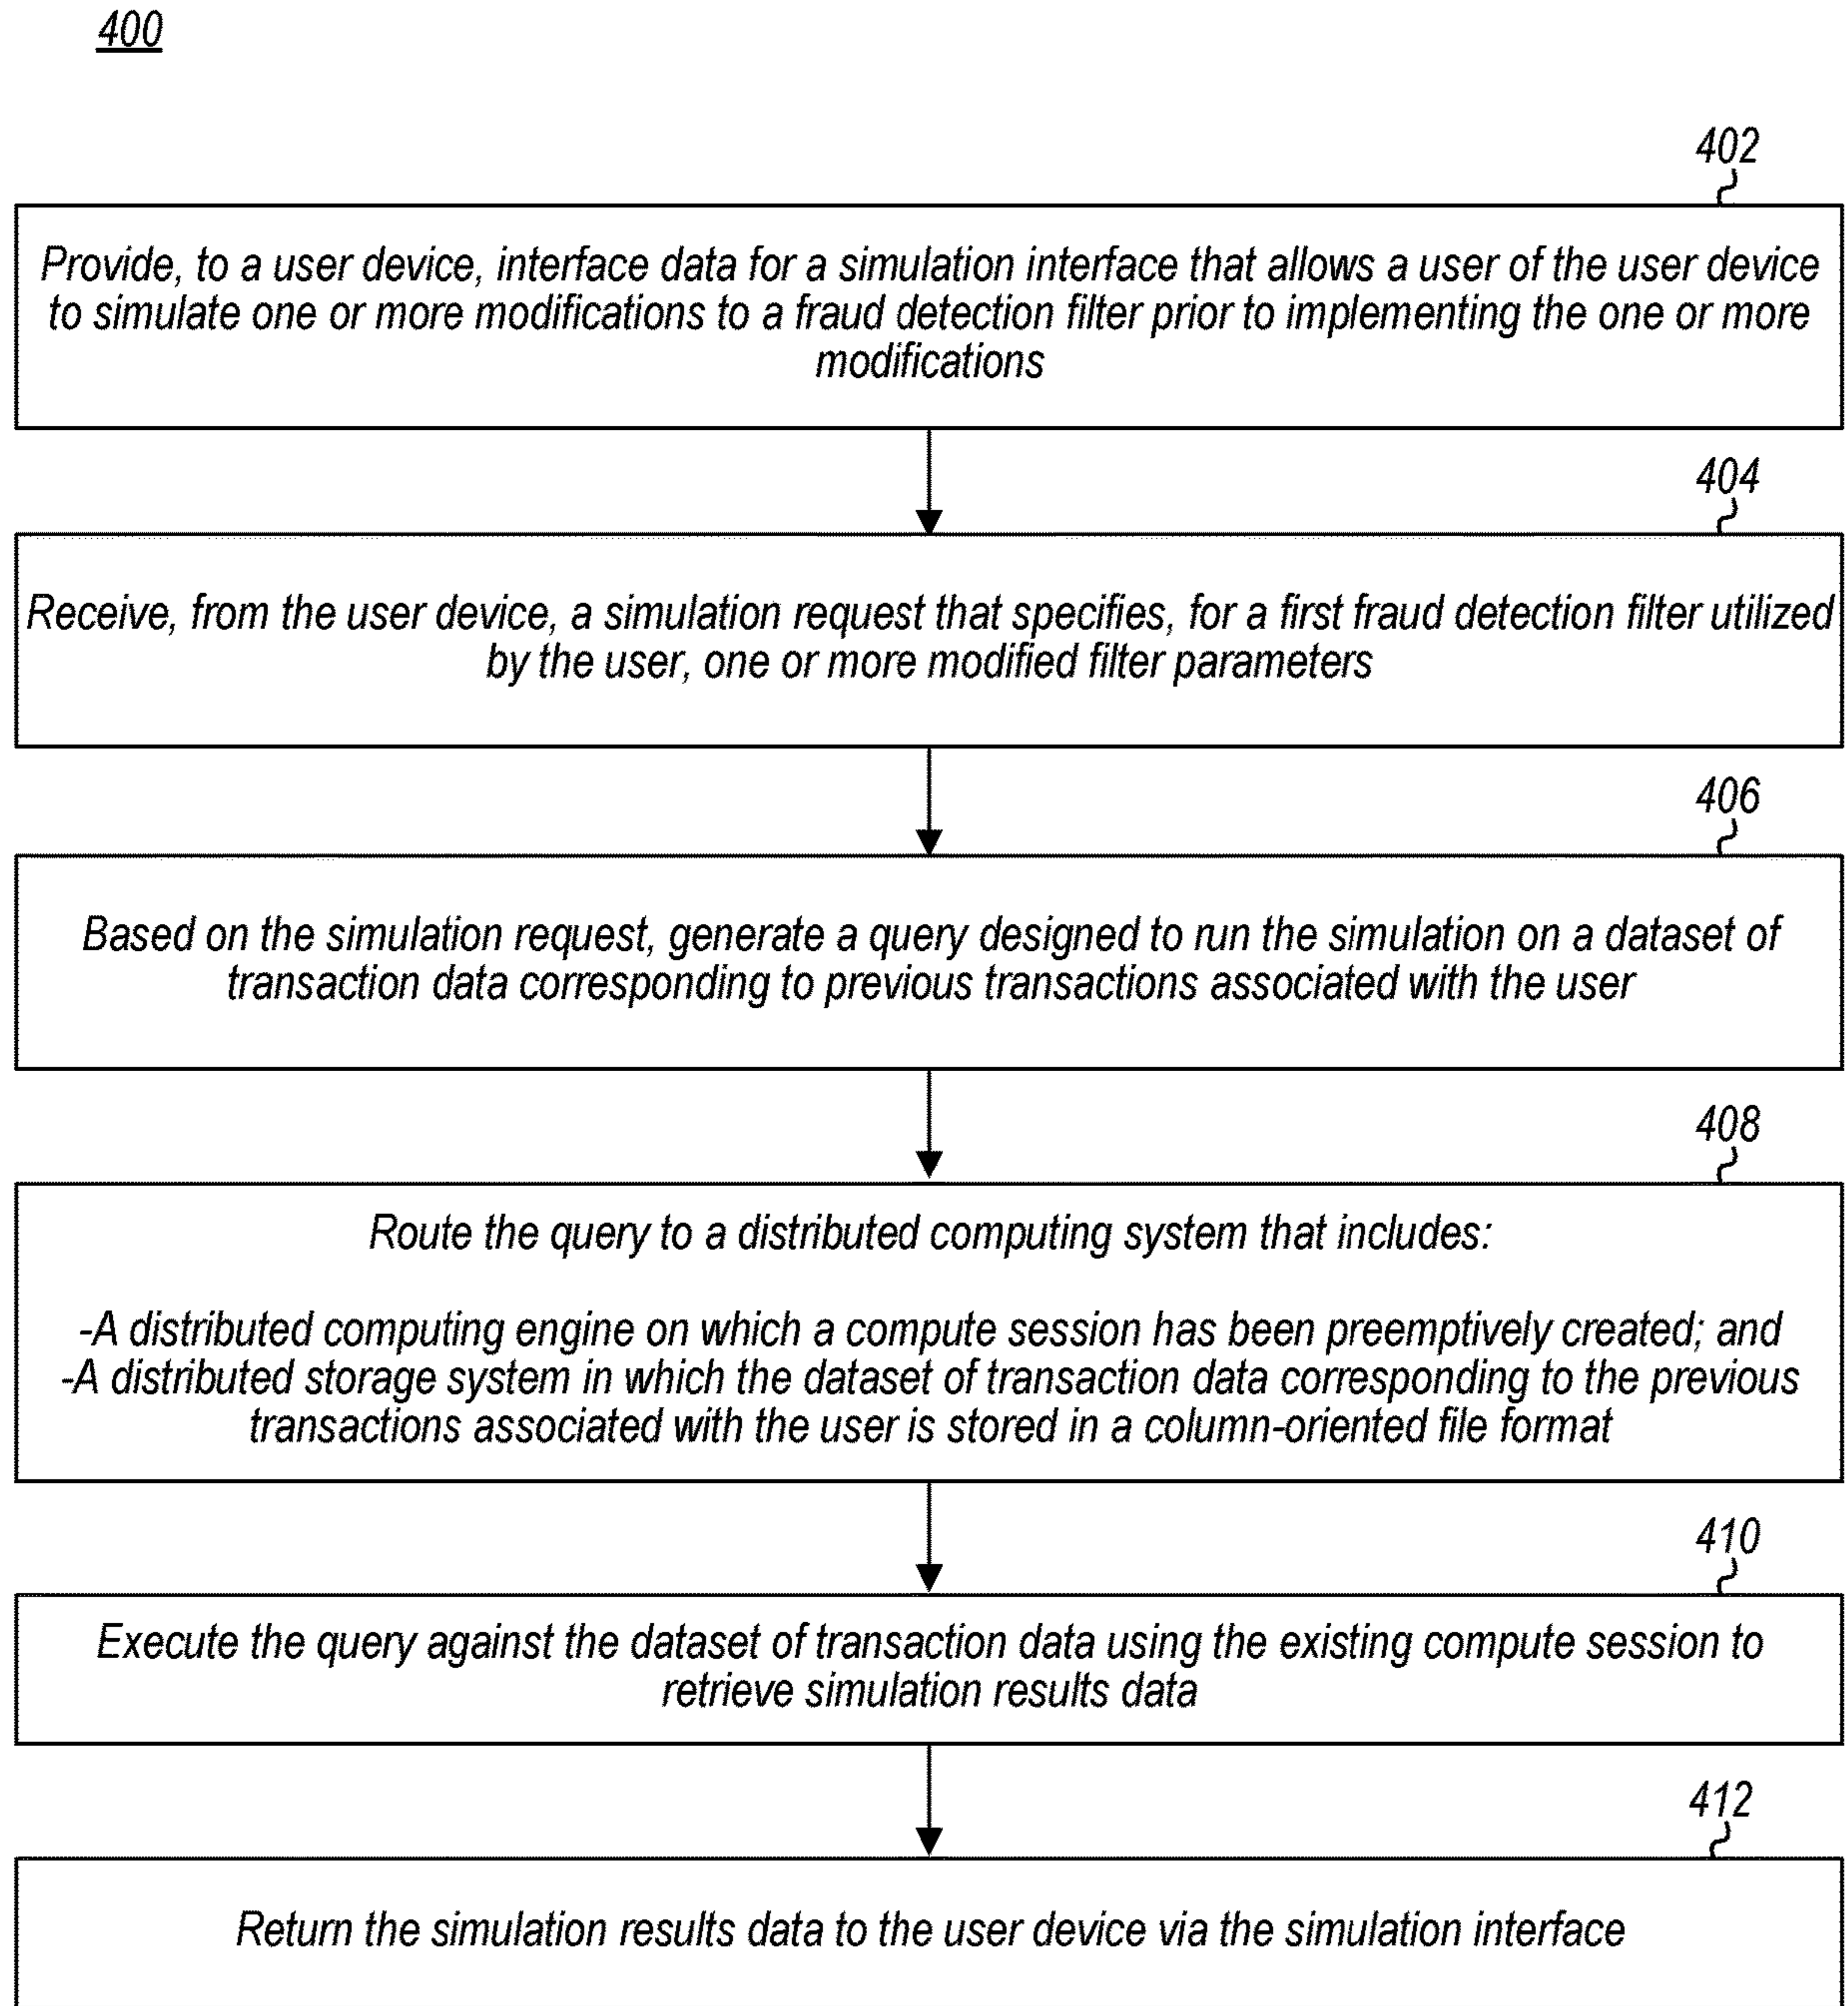 400
402
Provide, to a user device, interface data for a simulation interface that allows a user of the user device
to simulate one or more modifications to a fraud detection filter prior to implementing the one or more
modifications
404
Receive, from the user device, a simulation request that specifies, for a first fraud detection filter utilized
by the user, one or more modified filter parameters
406
Based on the simulation request, generate a query designed to run the simulation on a dataset of
transaction data corresponding to previous transactions associated with the user
408
Route the query to a distributed computing system that includes:
-A distributed computing engine on which a compute session has been preemptively created; and
-A distributed storage system in which the dataset of transaction data corresponding to the previous
transactions associated with the user is stored in a column-oriented file format
410
Execute the query against the dataset of transaction data using the existing compute session to
retrieve simulation results data
412
Return the simulation results data to the user device via the simulation interface